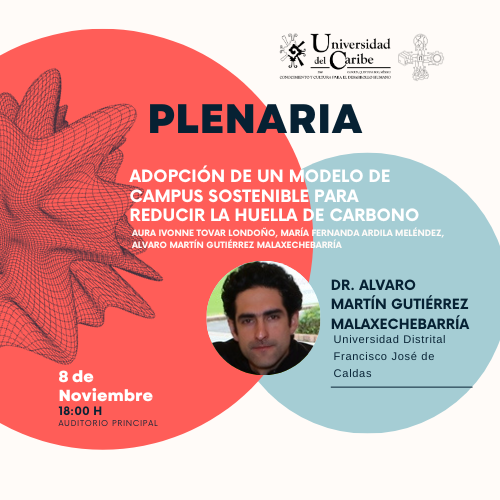 Universidad
del Caribe
CONOCIMIENTO Y CULTURA PARA EL DESARROLLO HUMANO
PLENARIA
ADOPCIÓN DE UN MODELO DE
CAMPUS SOSTENIBLE PARA
REDUCIR LA HUELLA DE CARBONO
AURA IVONNE TOVAR LONDOÑO, MARÍA FERNANDA ARDILA MELÉNDEZ,
ALVARO MARTÍN GUTIÉRREZ MALAXECHEBARRÍA
DR. ALVARO
MARTÍN GUTIÉRREZ
MALAXECHEBARRÍA
Universidad Distrital
Francisco José de
Caldas
8 de
Noviembre
18:00 H
AUDITORIO PRINCIPAL